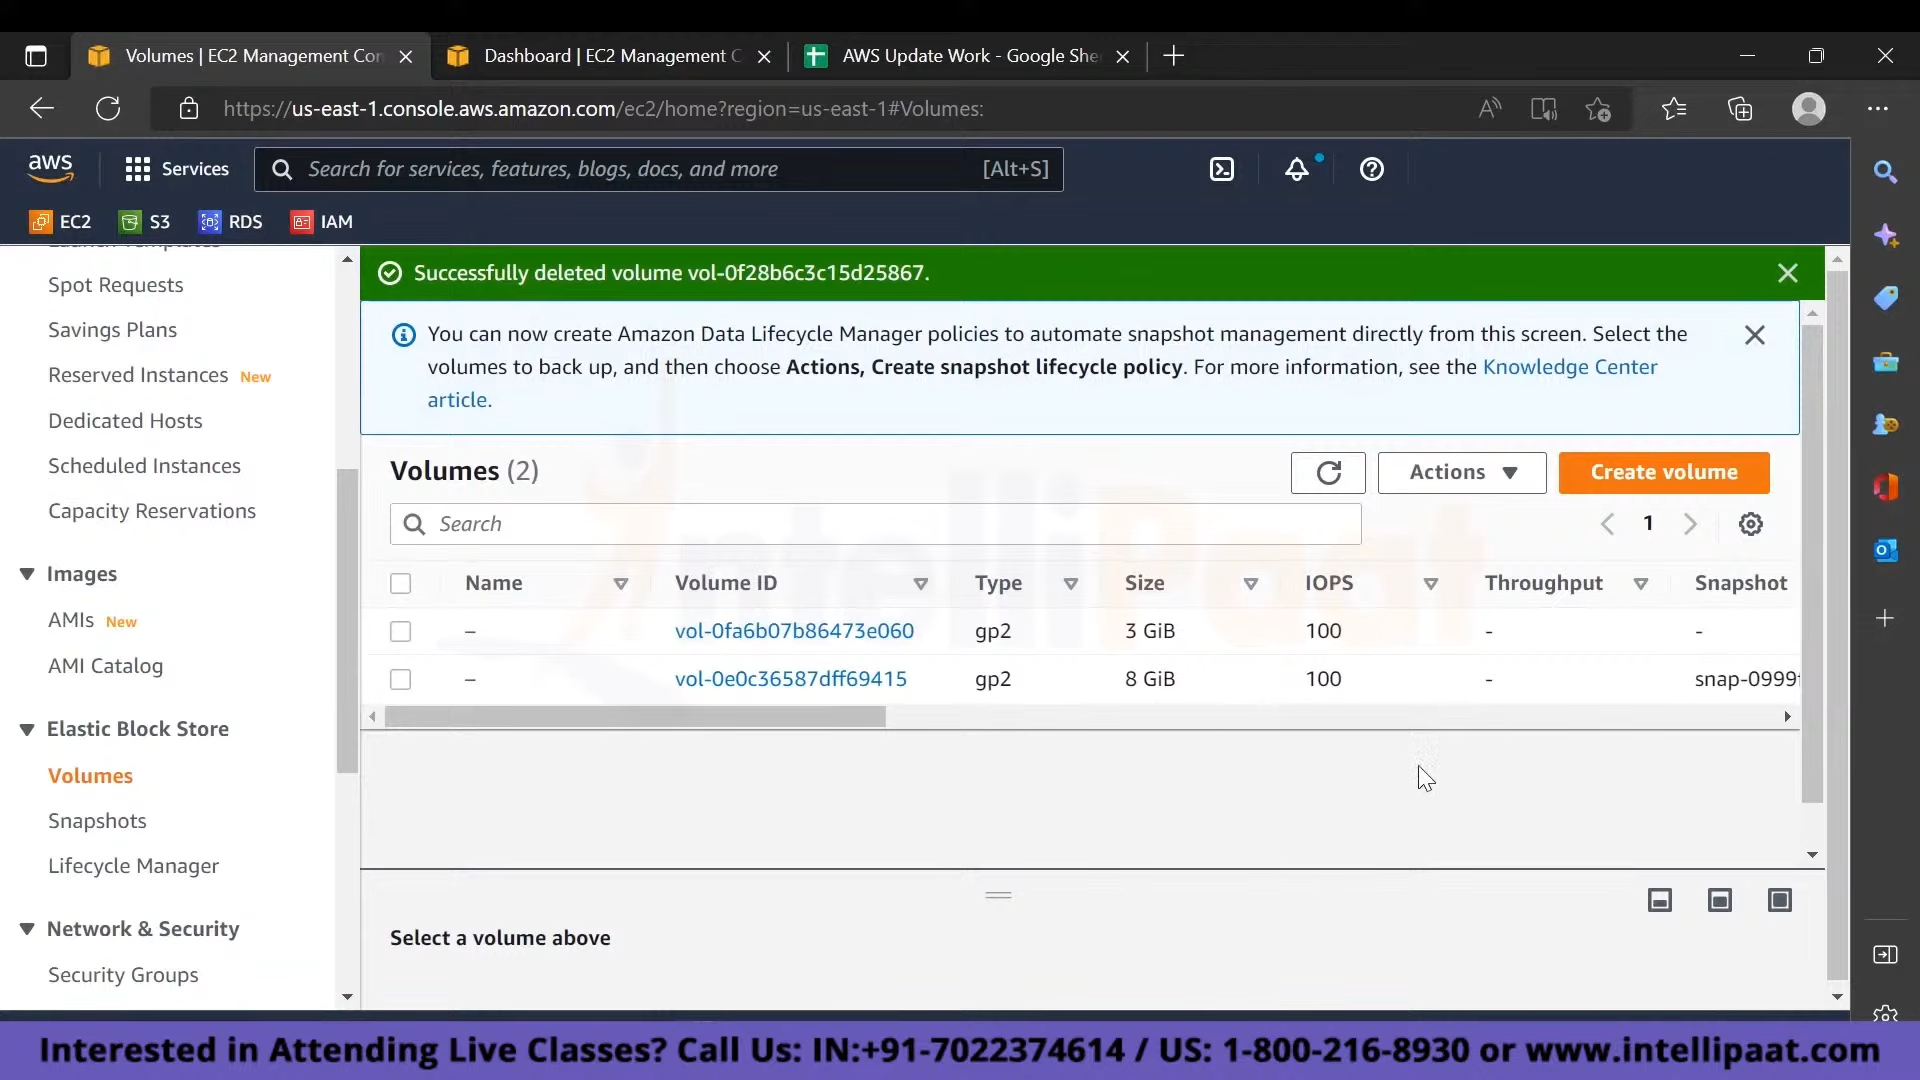 Volumes | EC2 Management Con
Dashboard | EC2 Management C
AWS Update Work - Google She
https://us-east-1.console.aws.amazon.com/ec2/home?region=us-east-1#Volumes:
aws
Services
Search for services, features, blogs, docs, and more
[Alt+S]
EC2
S3
RDS
IAM
Launch Templates
Spot Requests
Savings Plans
Reserved Instances New
Dedicated Hosts
Scheduled Instances
Capacity Reservations
Images
AMIs New
AMI Catalog
Elastic Block Store
Volumes
Snapshots
Lifecycle Manager
Network & Security
Security Groups
Successfully deleted volume vol-0f28b6c3c15d25867.
You can now create Amazon Data Lifecycle Manager policies to automate snapshot management directly from this screen. Select the
volumes to back up, and then choose Actions, Create snapshot lifecycle policy. For more information, see the Knowledge Center
article.
Volumes (2)
Actions
Create volume
Search
1
Name Volume ID Type Size IOPS Throughput Snapshot
– vol-0fa6b07b86473e060 gp2 3 GiB 100 - -
– vol-0e0c36587dff69415 gp2 8 GiB 100 - snap-0999
Select a volume above
intelliPaat
Interested in Attending Live Classes? Call Us: IN:+91-7022374614 / US: 1-800-216-8930 or www.intellipaat.com